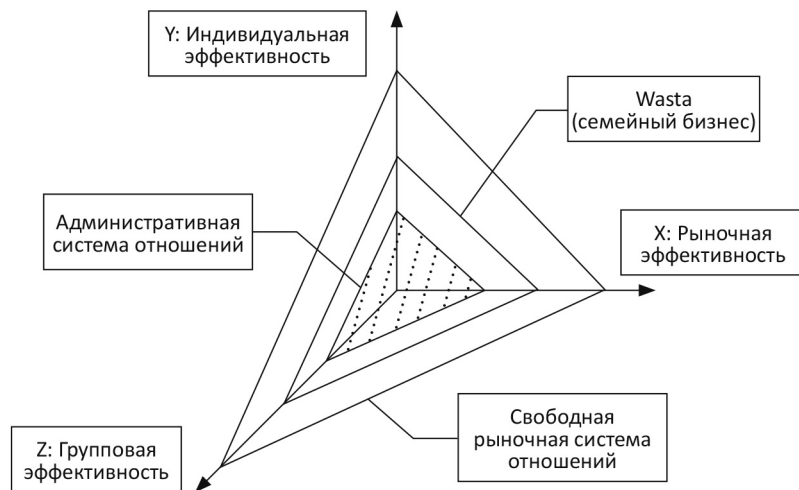 Y: Индивидуальная
эффективность
Wasta
(семейный бизнес)
Административная
система отношений
X: Рыночная
эффективность
Свободная
рыночная система
отношений
Z: Групповая
эффективность